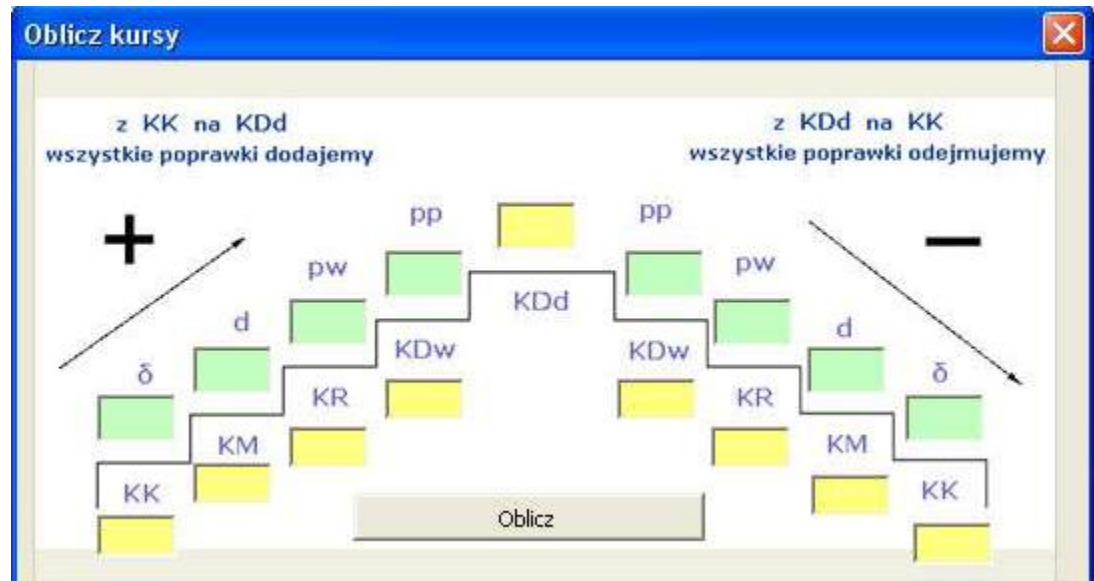 Oblicz kursy
z KK na KDd
wszystkie poprawki dodajemy
z KDd na KK
wszystkie poprawki odejmujemy
+
−
pp
pp
pw
pw
KDd
d
d
KDw
KDw
δ
δ
KR
KR
KM
KM
KK
KK
Oblicz